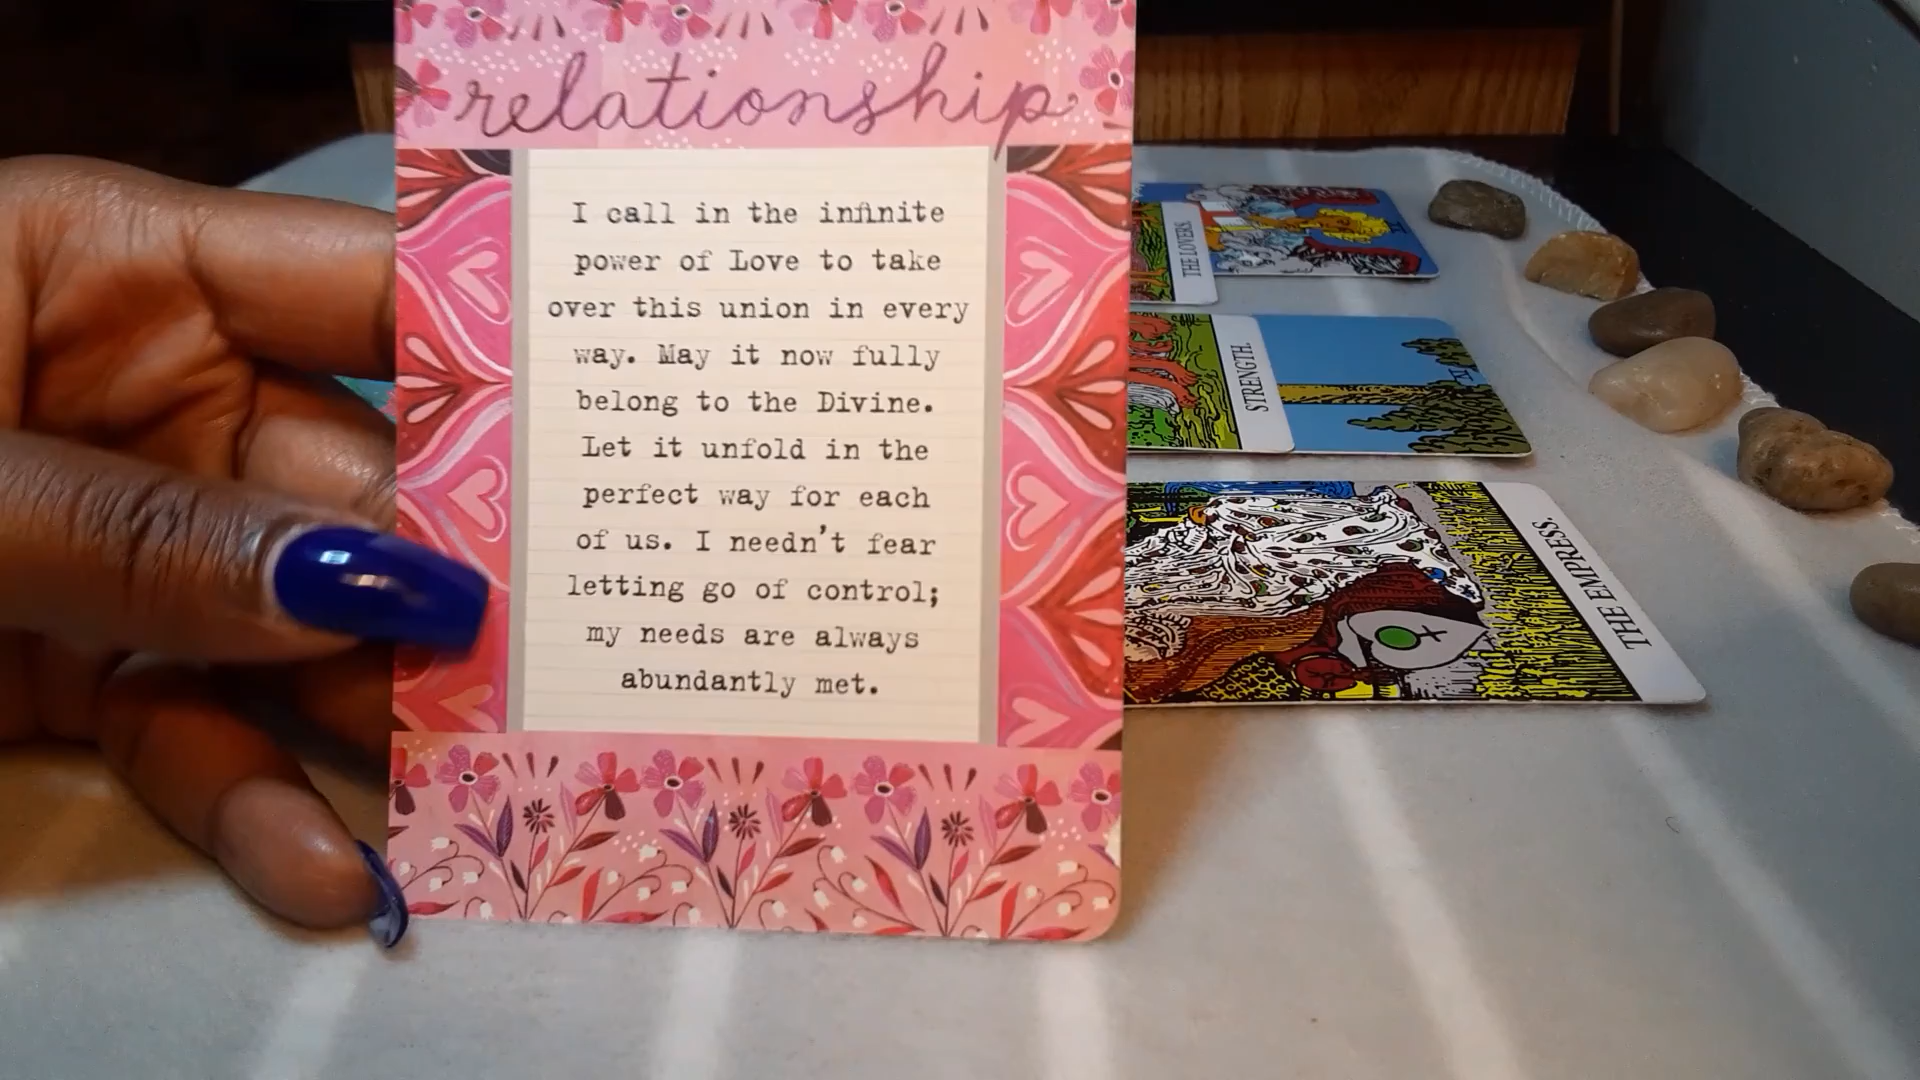 relationship
I call in the infinite
power of Love to take
over this union in every
way. May it now fully
belong to the Divine.
Let it unfold in the
perfect way for each
of us. I needn't fear
letting go of control;
my needs are always
abundantly met.
THE LOVERS.
STRENGTH.
THE EMPRESS.